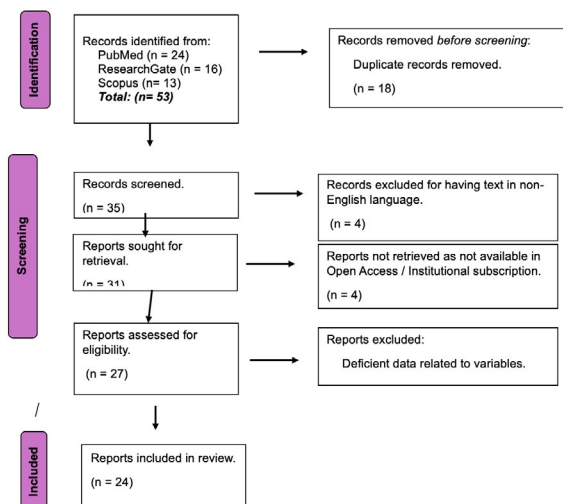 Identification
Records identified from:
PubMed (n = 24)
ResearchGate (n = 16)
Scopus (n = 13)
Total: (n= 53)
Records removed before screening:
Duplicate records removed.
(n = 18)
Screening
Records screened.
(n = 35)
Records excluded for having text in non-
English language.
(n = 4)
Reports sought for
retrieval.
(n = 31)
Reports not retrieved as not available in
Open Access / Institutional subscription.
(n = 4)
Reports assessed for
eligibility.
(n = 27)
Reports excluded:
Deficient data related to variables.
/
Included
Reports included in review.
(n = 24)